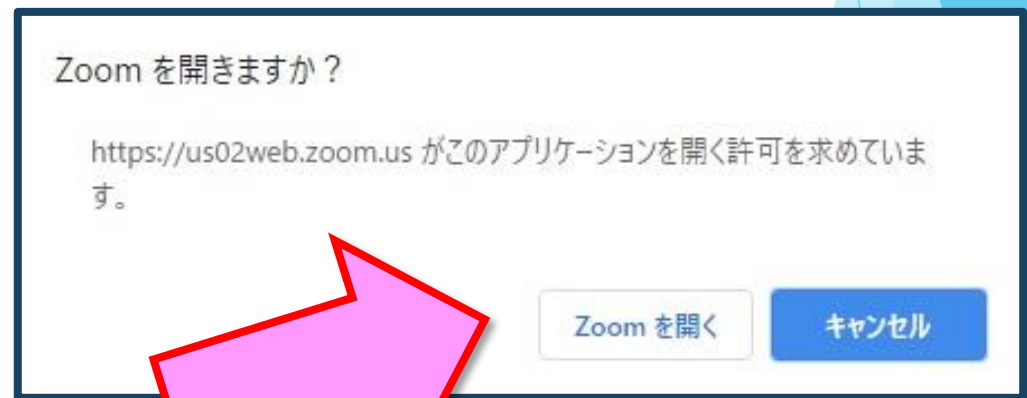 Zoom を開きますか？
https://us02web.zoom.us がこのアプリケーションを開く許可を求めていま
す。
Zoom を開く キャンセル